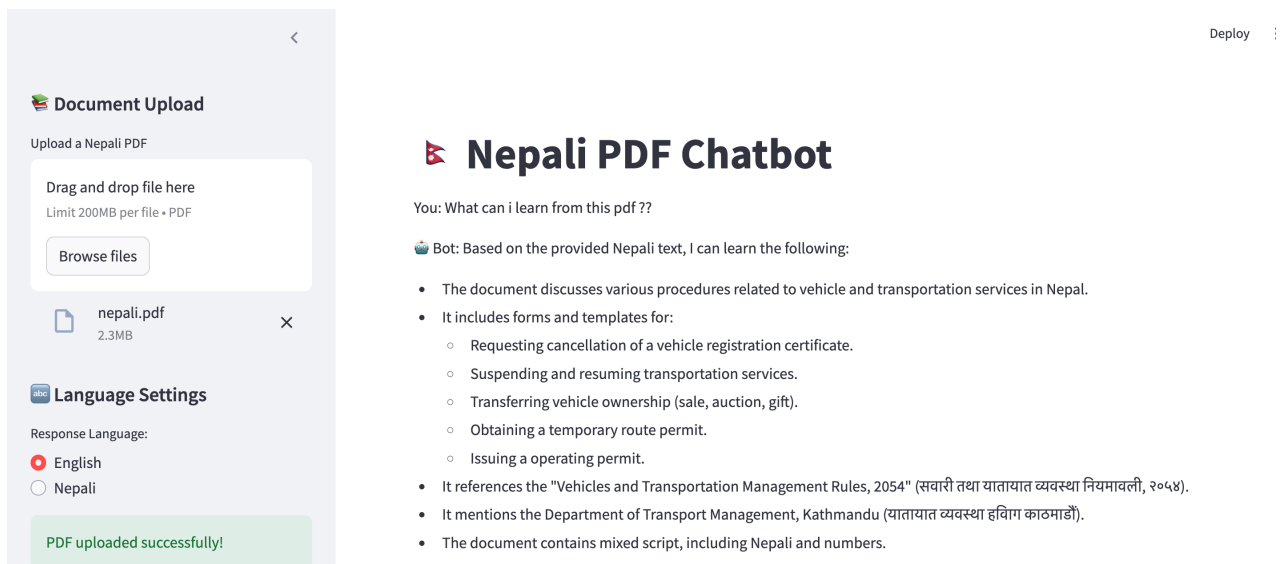 Deploy
Document Upload
Upload a Nepali PDF
Drag and drop file here
Limit 200MB per file • PDF
Browse files
nepali.pdf
2.3MB
Language Settings
Response Language:
English
Nepali
PDF uploaded successfully!
Nepali PDF Chatbot
You: What can i learn from this pdf ??
Bot: Based on the provided Nepali text, I can learn the following:
• The document discusses various procedures related to vehicle and transportation services in Nepal.
• It includes forms and templates for:
◦ Requesting cancellation of a vehicle registration certificate.
◦ Suspending and resuming transportation services.
◦ Transferring vehicle ownership (sale, auction, gift).
◦ Obtaining a temporary route permit.
◦ Issuing a operating permit.
• It references the "Vehicles and Transportation Management Rules, 2054" (सवारी तथा यातायात व्यवस्था नियमावली, २०५४).
• It mentions the Department of Transport Management, Kathmandu (यातायात व्यवस्था हविाग काठमाडौँ).
• The document contains mixed script, including Nepali and numbers.